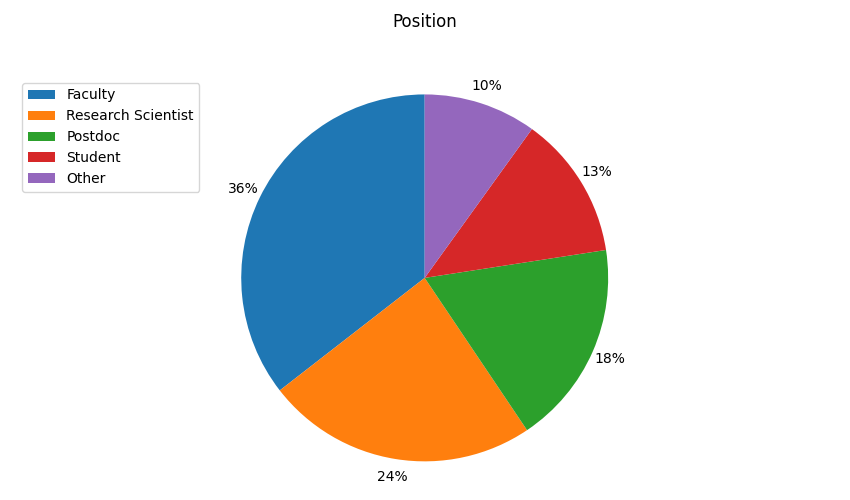 Position
Faculty
Research Scientist
Postdoc
Student
Other
10%
13%
36%
18%
24%